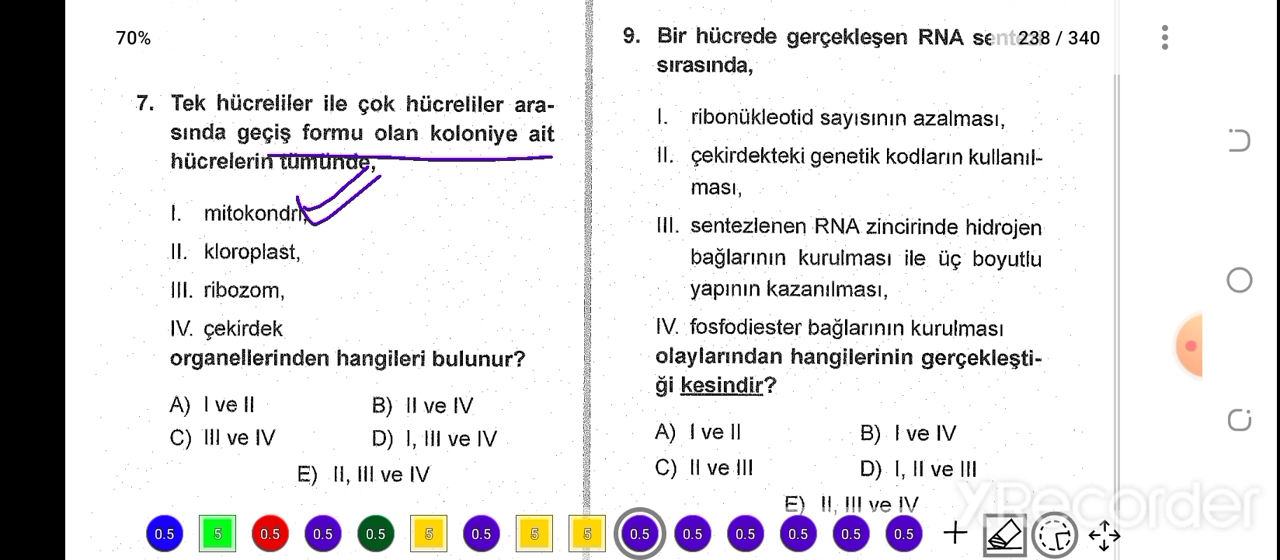 70%
7. Tek hücreliler ile çok hücreliler ara-
sında geçiş formu olan koloniye ait
hücrelerin tümünde,
I. mitokondri,
II. kloroplast,
III. ribozom,
IV. çekirdek
organellerinden hangileri bulunur?
A) I ve II B) II ve IV
C) III ve IV D) I, III ve IV
E) II, III ve IV
238 / 340
9. Bir hücrede gerçekleşen RNA sentezi
sırasında,
I. ribonükleotid sayısının azalması,
II. çekirdekteki genetik kodların kullanıl-
ması,
III. sentezlenen RNA zincirinde hidrojen
bağlarının kurulması ile üç boyutlu
yapının kazanılması,
IV. fosfodiester bağlarının kurulması
olaylarından hangilerinin gerçekleşti-
ği kesindir?
A) I ve II B) I ve IV
C) II ve III D) I, II ve III
E) II, III ve IV
XRecorder
0.5 5 0.5 0.5 0.5 5 0.5 5 5 0.5 0.5 0.5 0.5 0.5 0.5